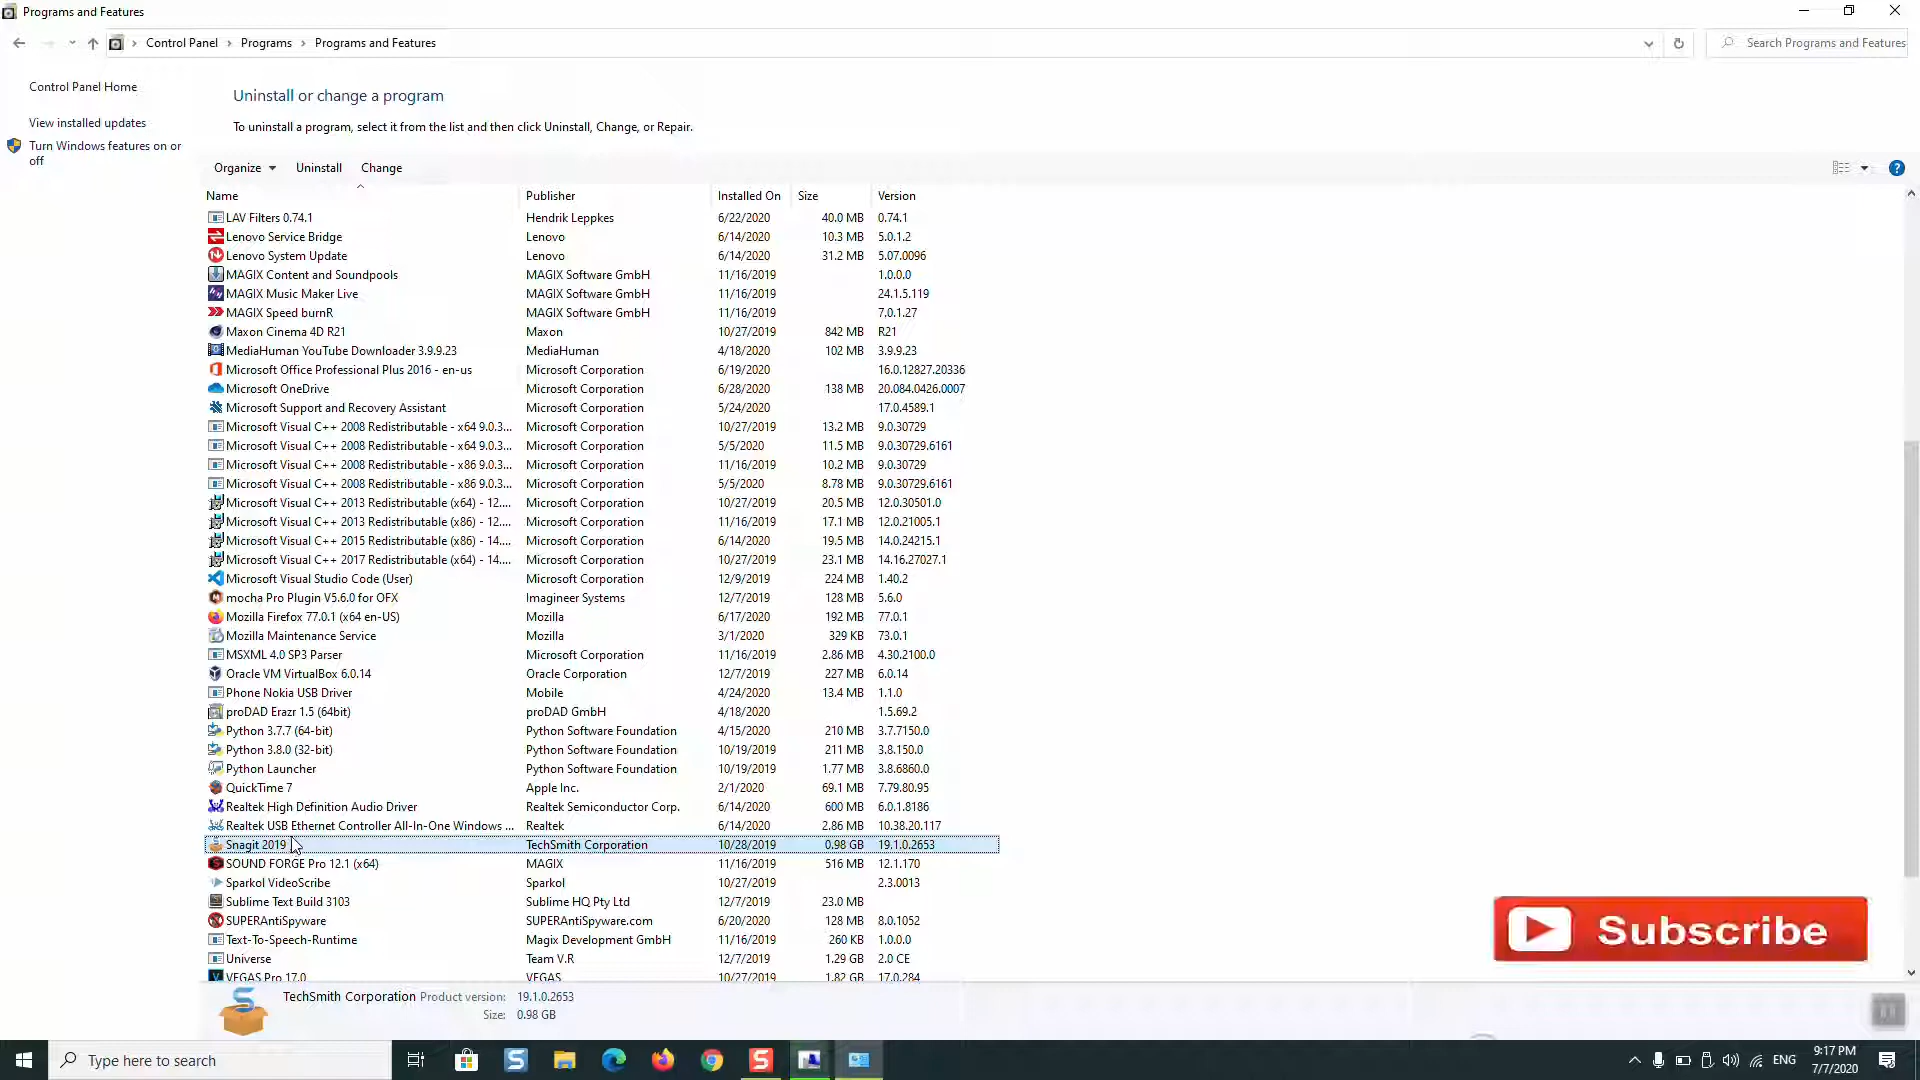 Programs and Features
Control Panel > Programs > Programs and Features
Search Programs and Features
Control Panel Home
View installed updates
Turn Windows features on or off
Uninstall or change a program
To uninstall a program, select it from the list and then click Uninstall, Change, or Repair.
Organize Uninstall Change
Name Publisher Installed On Size Version
LAV Filters 0.74.1 Hendrik Leppkes 6/22/2020 40.0 MB 0.74.1
Lenovo Service Bridge Lenovo 6/14/2020 10.3 MB 5.0.1.2
Lenovo System Update Lenovo 6/14/2020 31.2 MB 5.07.0096
MAGIX Content and Soundpools MAGIX Software GmbH 11/16/2019 1.0.0.0
MAGIX Music Maker Live MAGIX Software GmbH 11/16/2019 24.1.5.119
MAGIX Speed burnR MAGIX Software GmbH 11/16/2019 7.0.1.27
Maxon Cinema 4D R21 Maxon 10/27/2019 842 MB R21
MediaHuman YouTube Downloader 3.9.9.23 MediaHuman 4/18/2020 102 MB 3.9.9.23
Microsoft Office Professional Plus 2016 - en-us Microsoft Corporation 6/19/2020 16.0.12827.20336
Microsoft OneDrive Microsoft Corporation 6/28/2020 138 MB 20.084.0426.0007
Microsoft Support and Recovery Assistant Microsoft Corporation 5/24/2020 17.0.4589.1
Microsoft Visual C++ 2008 Redistributable - x64 9.0.3... Microsoft Corporation 10/27/2019 13.2 MB 9.0.30729
Microsoft Visual C++ 2008 Redistributable - x64 9.0.3... Microsoft Corporation 5/5/2020 11.5 MB 9.0.30729.6161
Microsoft Visual C++ 2008 Redistributable - x86 9.0.3... Microsoft Corporation 11/16/2019 10.2 MB 9.0.30729
Microsoft Visual C++ 2008 Redistributable - x86 9.0.3... Microsoft Corporation 5/5/2020 8.78 MB 9.0.30729.6161
Microsoft Visual C++ 2013 Redistributable (x64) - 12.... Microsoft Corporation 10/27/2019 20.5 MB 12.0.30501.0
Microsoft Visual C++ 2013 Redistributable (x86) - 12.... Microsoft Corporation 11/16/2019 17.1 MB 12.0.21005.1
Microsoft Visual C++ 2015 Redistributable (x86) - 14.... Microsoft Corporation 6/14/2020 19.5 MB 14.0.24215.1
Microsoft Visual C++ 2017 Redistributable (x64) - 14.... Microsoft Corporation 10/27/2019 23.1 MB 14.16.27027.1
Microsoft Visual Studio Code (User) Microsoft Corporation 12/9/2019 224 MB 1.40.2
mocha Pro Plugin V5.6.0 for OFX Imagineer Systems 12/7/2019 128 MB 5.6.0
Mozilla Firefox 77.0.1 (x64 en-US) Mozilla 6/17/2020 192 MB 77.0.1
Mozilla Maintenance Service Mozilla 3/1/2020 329 KB 73.0.1
MSXML 4.0 SP3 Parser Microsoft Corporation 11/16/2019 2.86 MB 4.30.2100.0
Oracle VM VirtualBox 6.0.14 Oracle Corporation 12/7/2019 227 MB 6.0.14
Phone Nokia USB Driver Mobile 4/24/2020 13.4 MB 1.1.0
proDAD Erazr 1.5 (64bit) proDAD GmbH 4/18/2020 1.5.69.2
Python 3.7.7 (64-bit) Python Software Foundation 4/15/2020 210 MB 3.7.7150.0
Python 3.8.0 (32-bit) Python Software Foundation 10/19/2019 211 MB 3.8.150.0
Python Launcher Python Software Foundation 10/19/2019 1.77 MB 3.8.6860.0
QuickTime 7 Apple Inc. 2/1/2020 69.1 MB 7.79.80.95
Realtek High Definition Audio Driver Realtek Semiconductor Corp. 6/14/2020 600 MB 6.0.1.8186
Realtek USB Ethernet Controller All-In-One Windows ... Realtek 6/14/2020 2.86 MB 10.38.20.117
Snagit 2019 TechSmith Corporation 10/28/2019 0.98 GB 19.1.0.2653
SOUND FORGE Pro 12.1 (x64) MAGIX 11/16/2019 516 MB 12.1.170
Sparkol VideoScribe Sparkol 10/27/2019 2.3.0013
Sublime Text Build 3103 Sublime HQ Pty Ltd 12/7/2019 23.0 MB
SUPERAntiSpyware SUPERAntiSpyware.com 6/20/2020 128 MB 8.0.1052
Text-To-Speech-Runtime Magix Development GmbH 11/16/2019 260 KB 1.0.0.0
Universe Team V.R 12/7/2019 1.29 GB 2.0 CE
VEGAS Pro 17.0 VEGAS 10/27/2019 1.82 GB 17.0.284
Subscribe
TechSmith Corporation Product version: 19.1.0.2653
Size: 0.98 GB
Type here to search
ENG
9:17 PM
7/7/2020